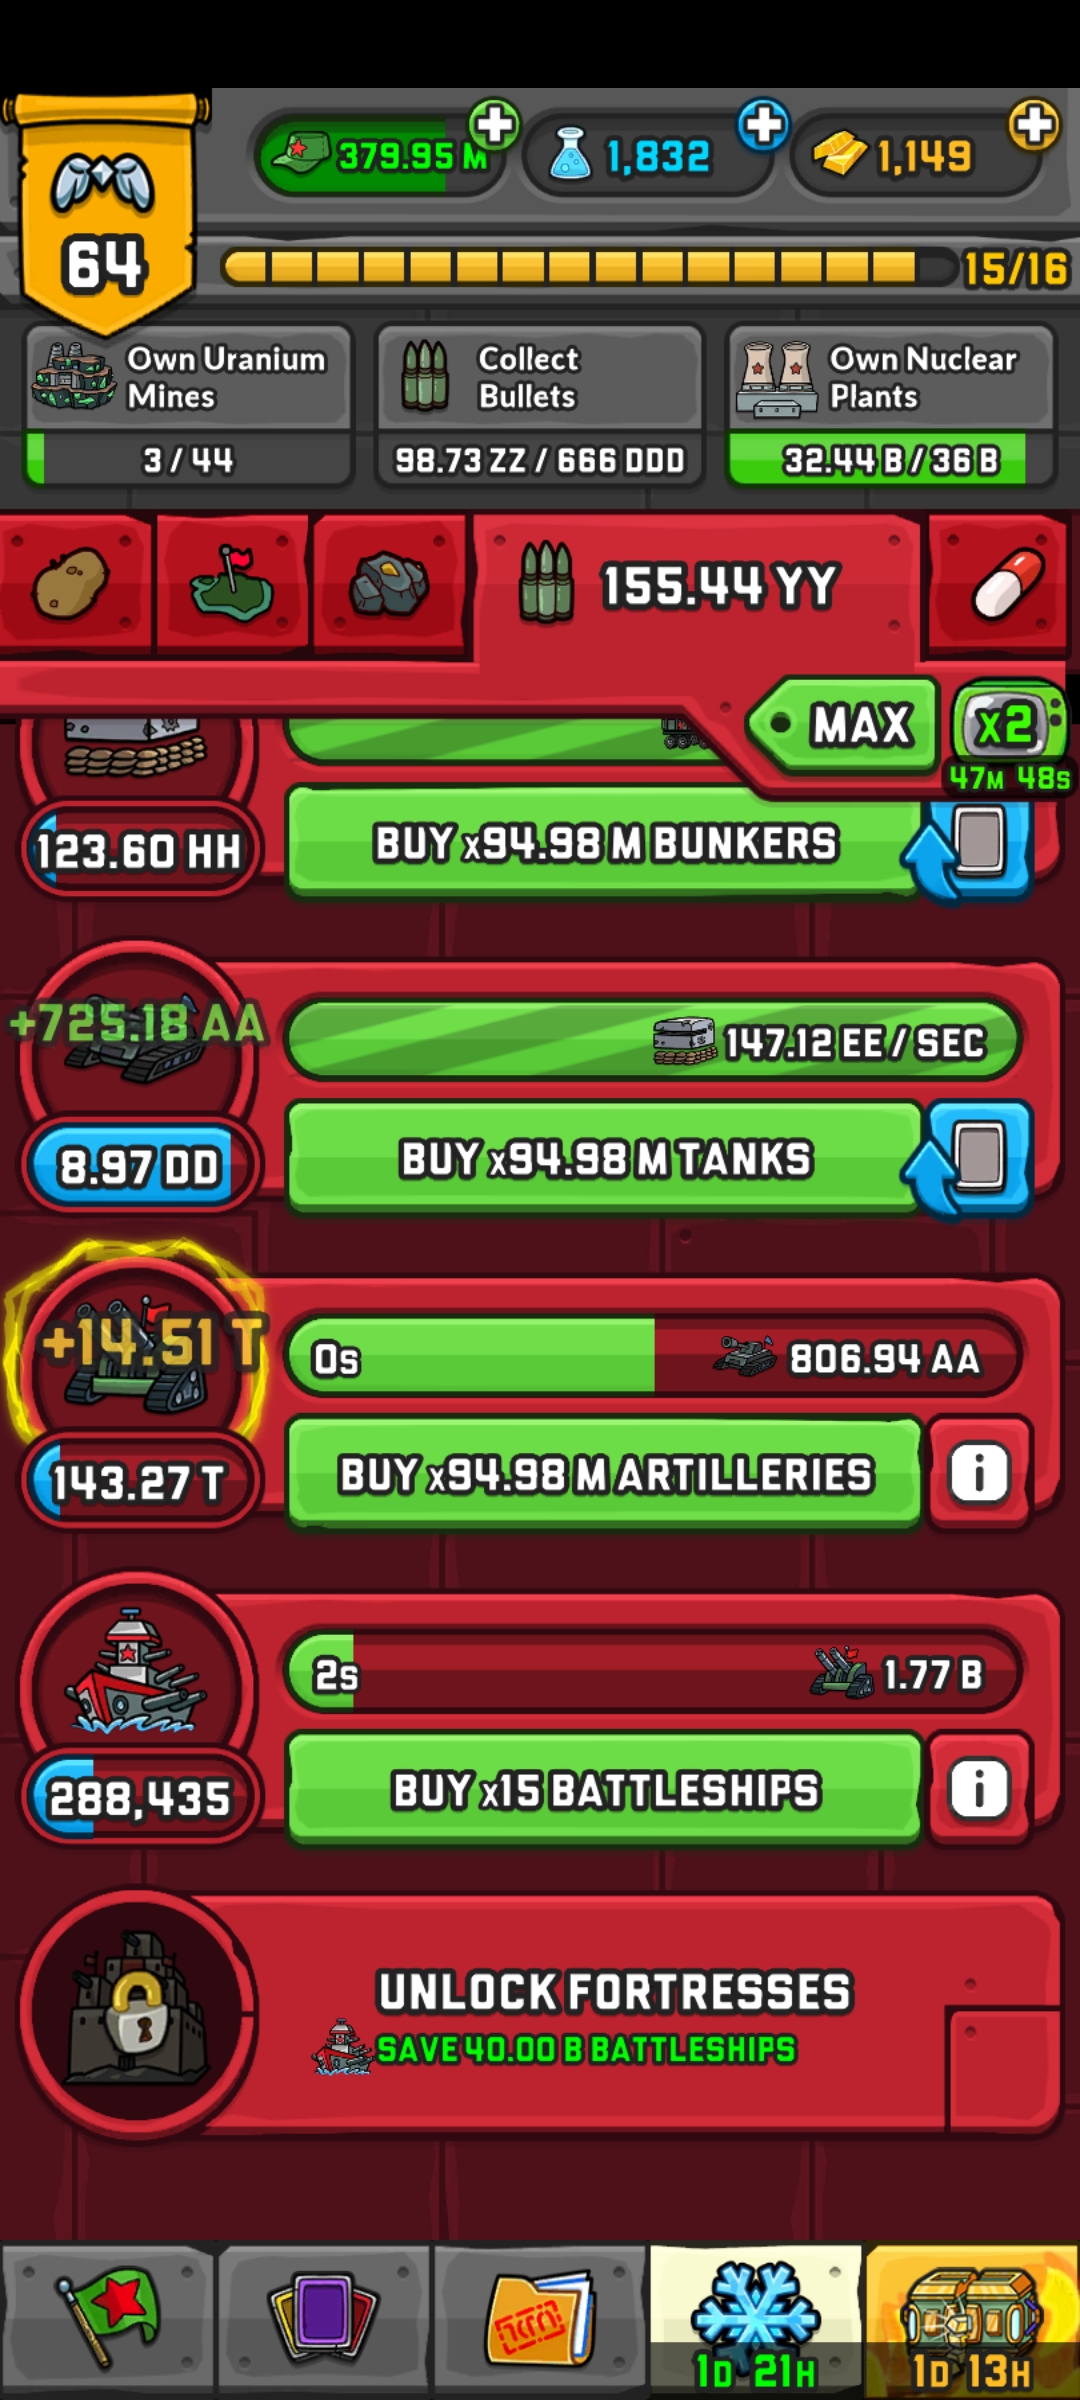 379.95 M
1,832
1,149
64
15/16
Own Uranium
Mines
3 / 44
Collect
Bullets
98.73 ZZ / 666 DDD
Own Nuclear
Plants
32.44 B / 36 B
155.44 YY
MAX
X2
47M 48S
123.60 HH
BUY x94.98 M BUNKERS
+725.18 AA
147.12 EE / SEC
8.97 DD
BUY x94.98 M TANKS
+14.51 T
0s
806.94 AA
143.27 T
BUY x94.98 M ARTILLERIES
i
2s
1.77 B
288,435
BUY x15 BATTLESHIPS
i
UNLOCK FORTRESSES
SAVE 40.00 B BATTLESHIPS
1D 21H
1D 13H